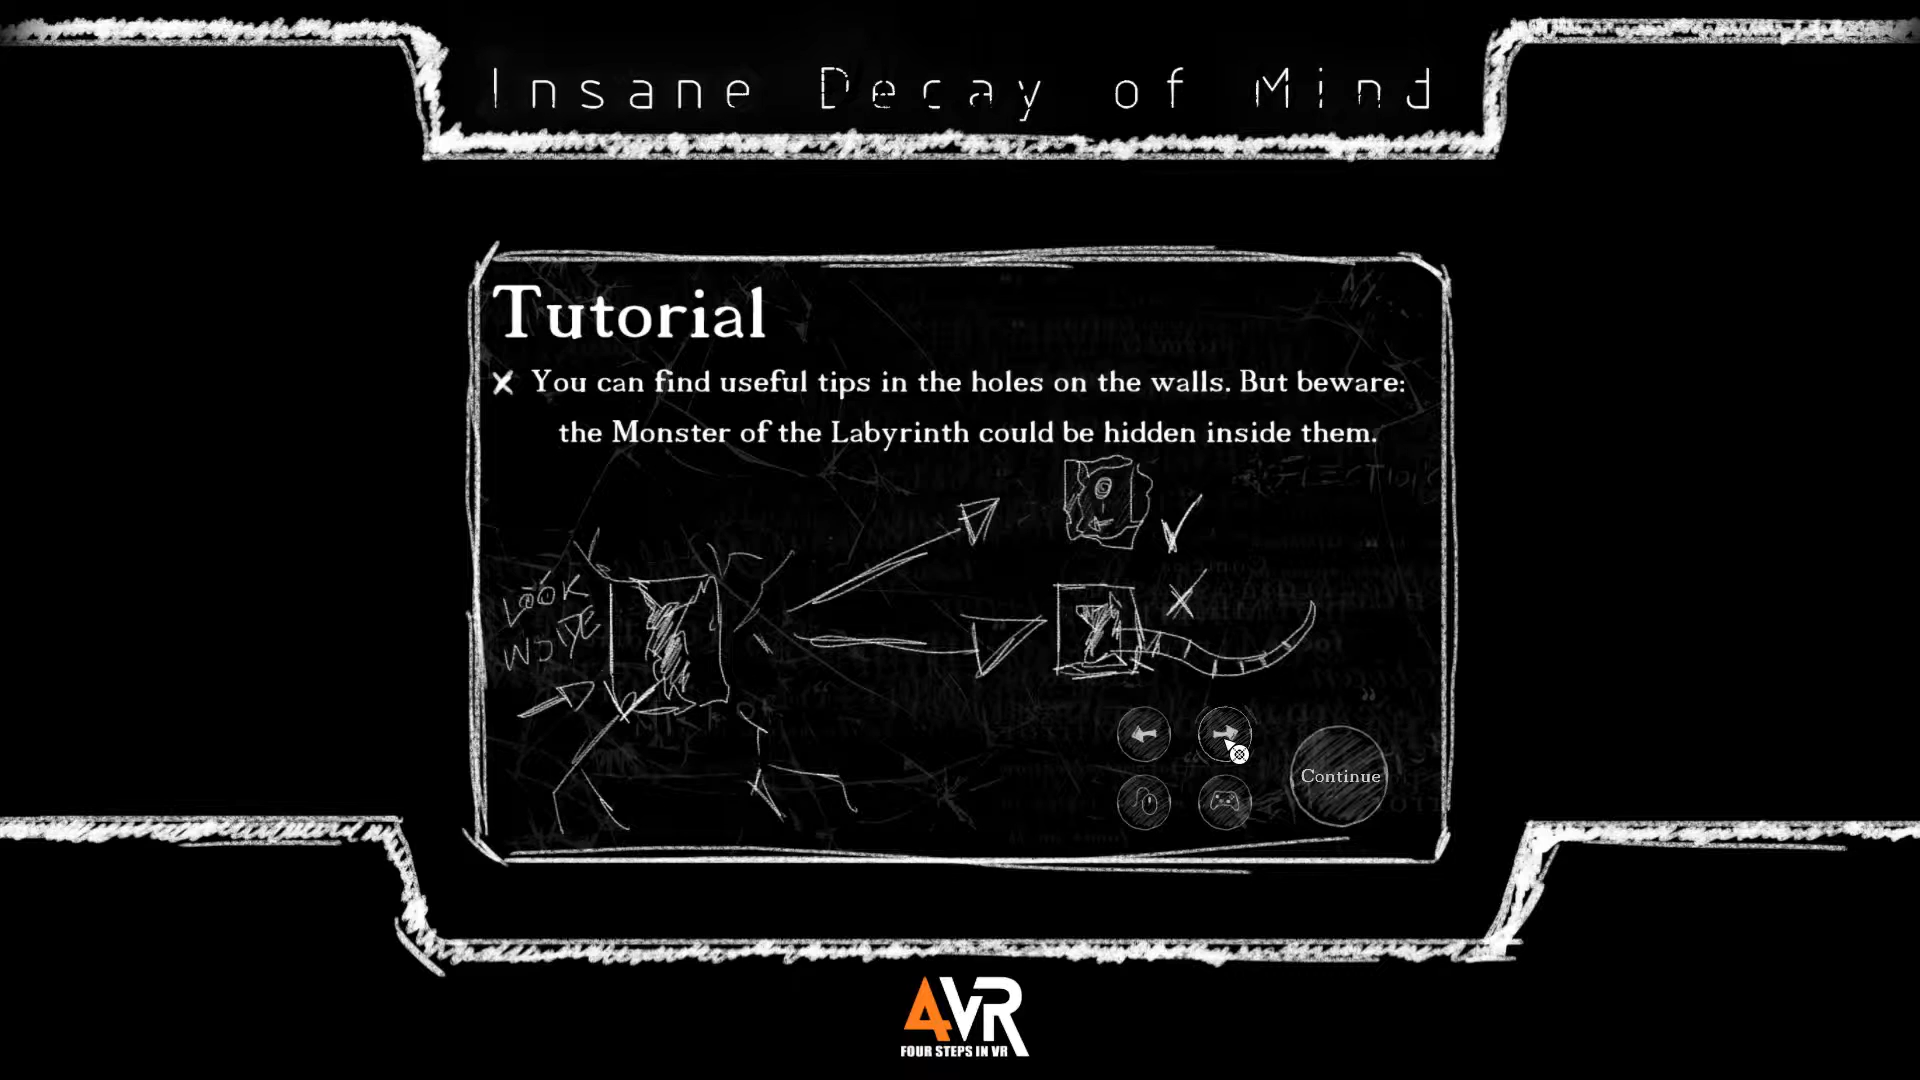 Insane Decay of Mind
Tutorial
You can find useful tips in the holes on the walls. But beware:
the Monster of the Labyrinth could be hidden inside them.
LOOK
Continue
4VR
FOUR STEPS IN VR